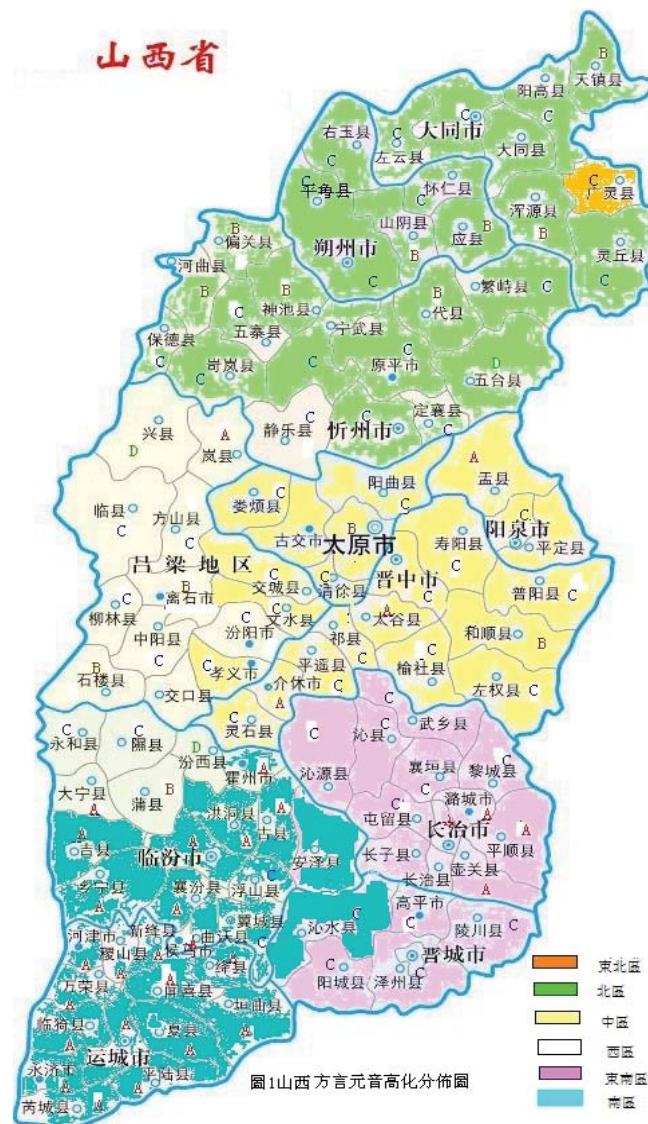 山西省
B
天镇县
阳高县
C
右玉县
C
大同市
C
左云县
大同县
C
C
广灵县
C
平鲁县
C
怀仁县
浑源县
山阴县
应县
B
B
灵丘县
朔州市
B
C
B
偏关县
河曲县
B
B
C
神池县
B
代县
繁峙县
C
五寨县
宁武县
保德县
C
C
岢岚县
C
C
原平市
D
五台县
定襄县
C
忻州市
C
静乐县
C
兴县
D
A
岚县
A
盂县
阳曲县
C
娄烦县
C
临县
C
方山县
古交市
B
太原市
C
阳泉市
平定县
寿阳县
C
吕梁地区
晋中市
C
清徐县
C
交城县
普阳县
C
B
离石市
C
文水县
A
太谷县
柳林县
C
中阳县
汾阳市
祁县
C
和顺县
B
C
孝义市
C
平遥县
C
榆社县
C
B
石楼县
交口县
C
介休市
A
左权县
C
灵石县
C
C
永和县
C
隰县
D
汾西县
C
沁县
C
武乡县
沁源县
C
襄垣县
黎城县
C
霍州市
A
大宁县
A
蒲县
B
洪洞县
A
古县
潞城市
A
屯留县
C
长治市
A
A
平顺县
A
吉县
临汾市
A
安泽县
C
长子县
C
壶关县
长治县
A
乡宁县
A
襄汾县
C
浮山县
A
翼城县
C
沁水县
C
高平市
C
陵川县
C
河津市
新绛县
曲沃县
稷山县
A
侯马市
A
绛县
A
晋城市
阳城县
C
泽州县
C
万荣县
A
闻喜县
A
垣曲县
A
临猗县
A
夏县
A
运城市
A
永济市
A
平陆县
A
芮城县
A
A
東北區
北區
中區
西區
東南區
南區
圖1山西方言元音高化分佈圖